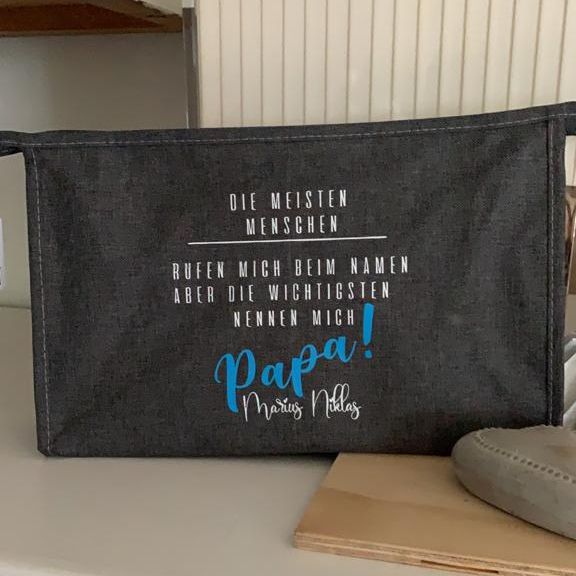 DIE MEISTEN
MENSCHEN
RUFEN MICH BEIM NAMEN
ABER DIE WICHTIGSTEN
NENNEN MICH
Papa!
Marius Niklas